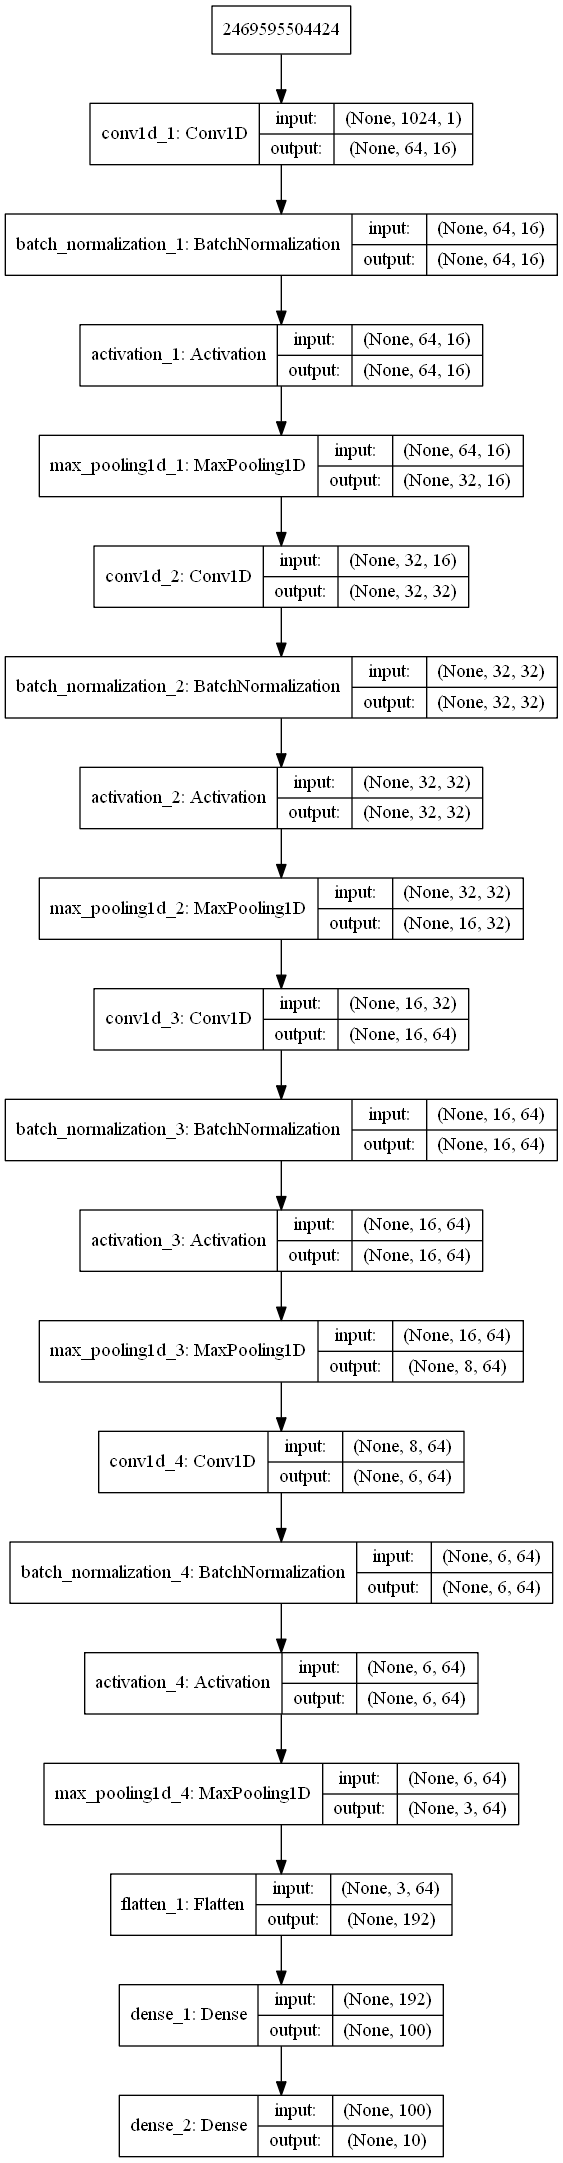 2469595504424
conv1d_1: Conv1D
input: (None, 1024, 1)
output: (None, 64, 16)
batch_normalization_1: BatchNormalization
input: (None, 64, 16)
output: (None, 64, 16)
activation_1: Activation
input: (None, 64, 16)
output: (None, 64, 16)
max_pooling1d_1: MaxPooling1D
input: (None, 64, 16)
output: (None, 32, 16)
conv1d_2: Conv1D
input: (None, 32, 16)
output: (None, 32, 32)
batch_normalization_2: BatchNormalization
input: (None, 32, 32)
output: (None, 32, 32)
activation_2: Activation
input: (None, 32, 32)
output: (None, 32, 32)
max_pooling1d_2: MaxPooling1D
input: (None, 32, 32)
output: (None, 16, 32)
conv1d_3: Conv1D
input: (None, 16, 32)
output: (None, 16, 64)
batch_normalization_3: BatchNormalization
input: (None, 16, 64)
output: (None, 16, 64)
activation_3: Activation
input: (None, 16, 64)
output: (None, 16, 64)
max_pooling1d_3: MaxPooling1D
input: (None, 16, 64)
output: (None, 8, 64)
conv1d_4: Conv1D
input: (None, 8, 64)
output: (None, 6, 64)
batch_normalization_4: BatchNormalization
input: (None, 6, 64)
output: (None, 6, 64)
activation_4: Activation
input: (None, 6, 64)
output: (None, 6, 64)
max_pooling1d_4: MaxPooling1D
input: (None, 6, 64)
output: (None, 3, 64)
flatten_1: Flatten
input: (None, 3, 64)
output: (None, 192)
dense_1: Dense
input: (None, 192)
output: (None, 100)
dense_2: Dense
input: (None, 100)
output: (None, 10)